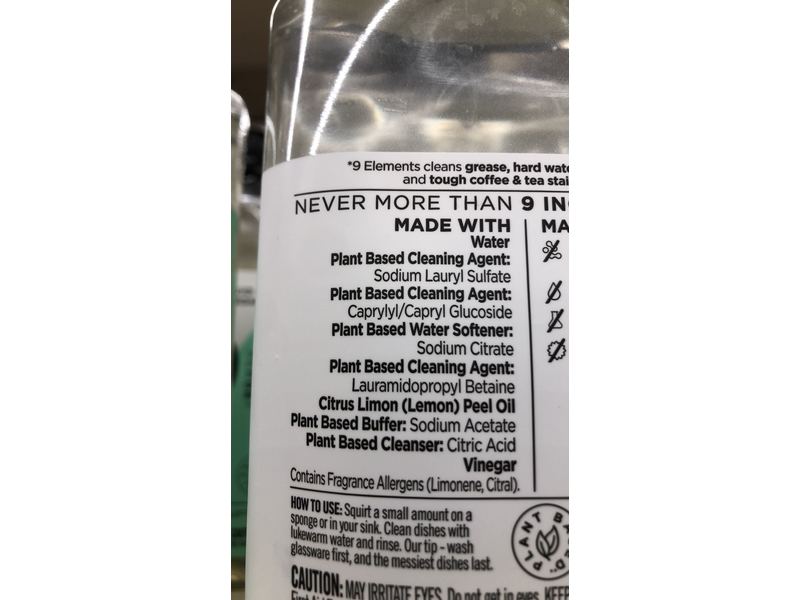 *9 Elements cleans grease, hard
and tough coffee & tea
NEVER MORE THAN 9
MADE WITH
Water
Plant Based Cleaning Agent:
Sodium Lauryl Sulfate
Plant Based Cleaning Agent:
Caprylyl/Capryl Glucoside
Plant Based Water Softener:
Sodium Citrate
Plant Based Cleaning Agent:
Lauramidopropyl Betaine
Citrus Limon (Lemon) Peel Oil
Plant Based Buffer: Sodium Acetate
Plant Based Cleanser: Citric Acid
Vinegar
Contains Fragrance Allergens (Limonene, Citral).
HOW TO USE: Squirt a small amount on a
sponge or in your sink. Clean dishes with
lukewarm water and rinse. Our tip - wash
glassware first, and the messiest dishes last.
PLANT
CAUTION: MAY IRRITATE EYES. Do not get in eyes. KEEP